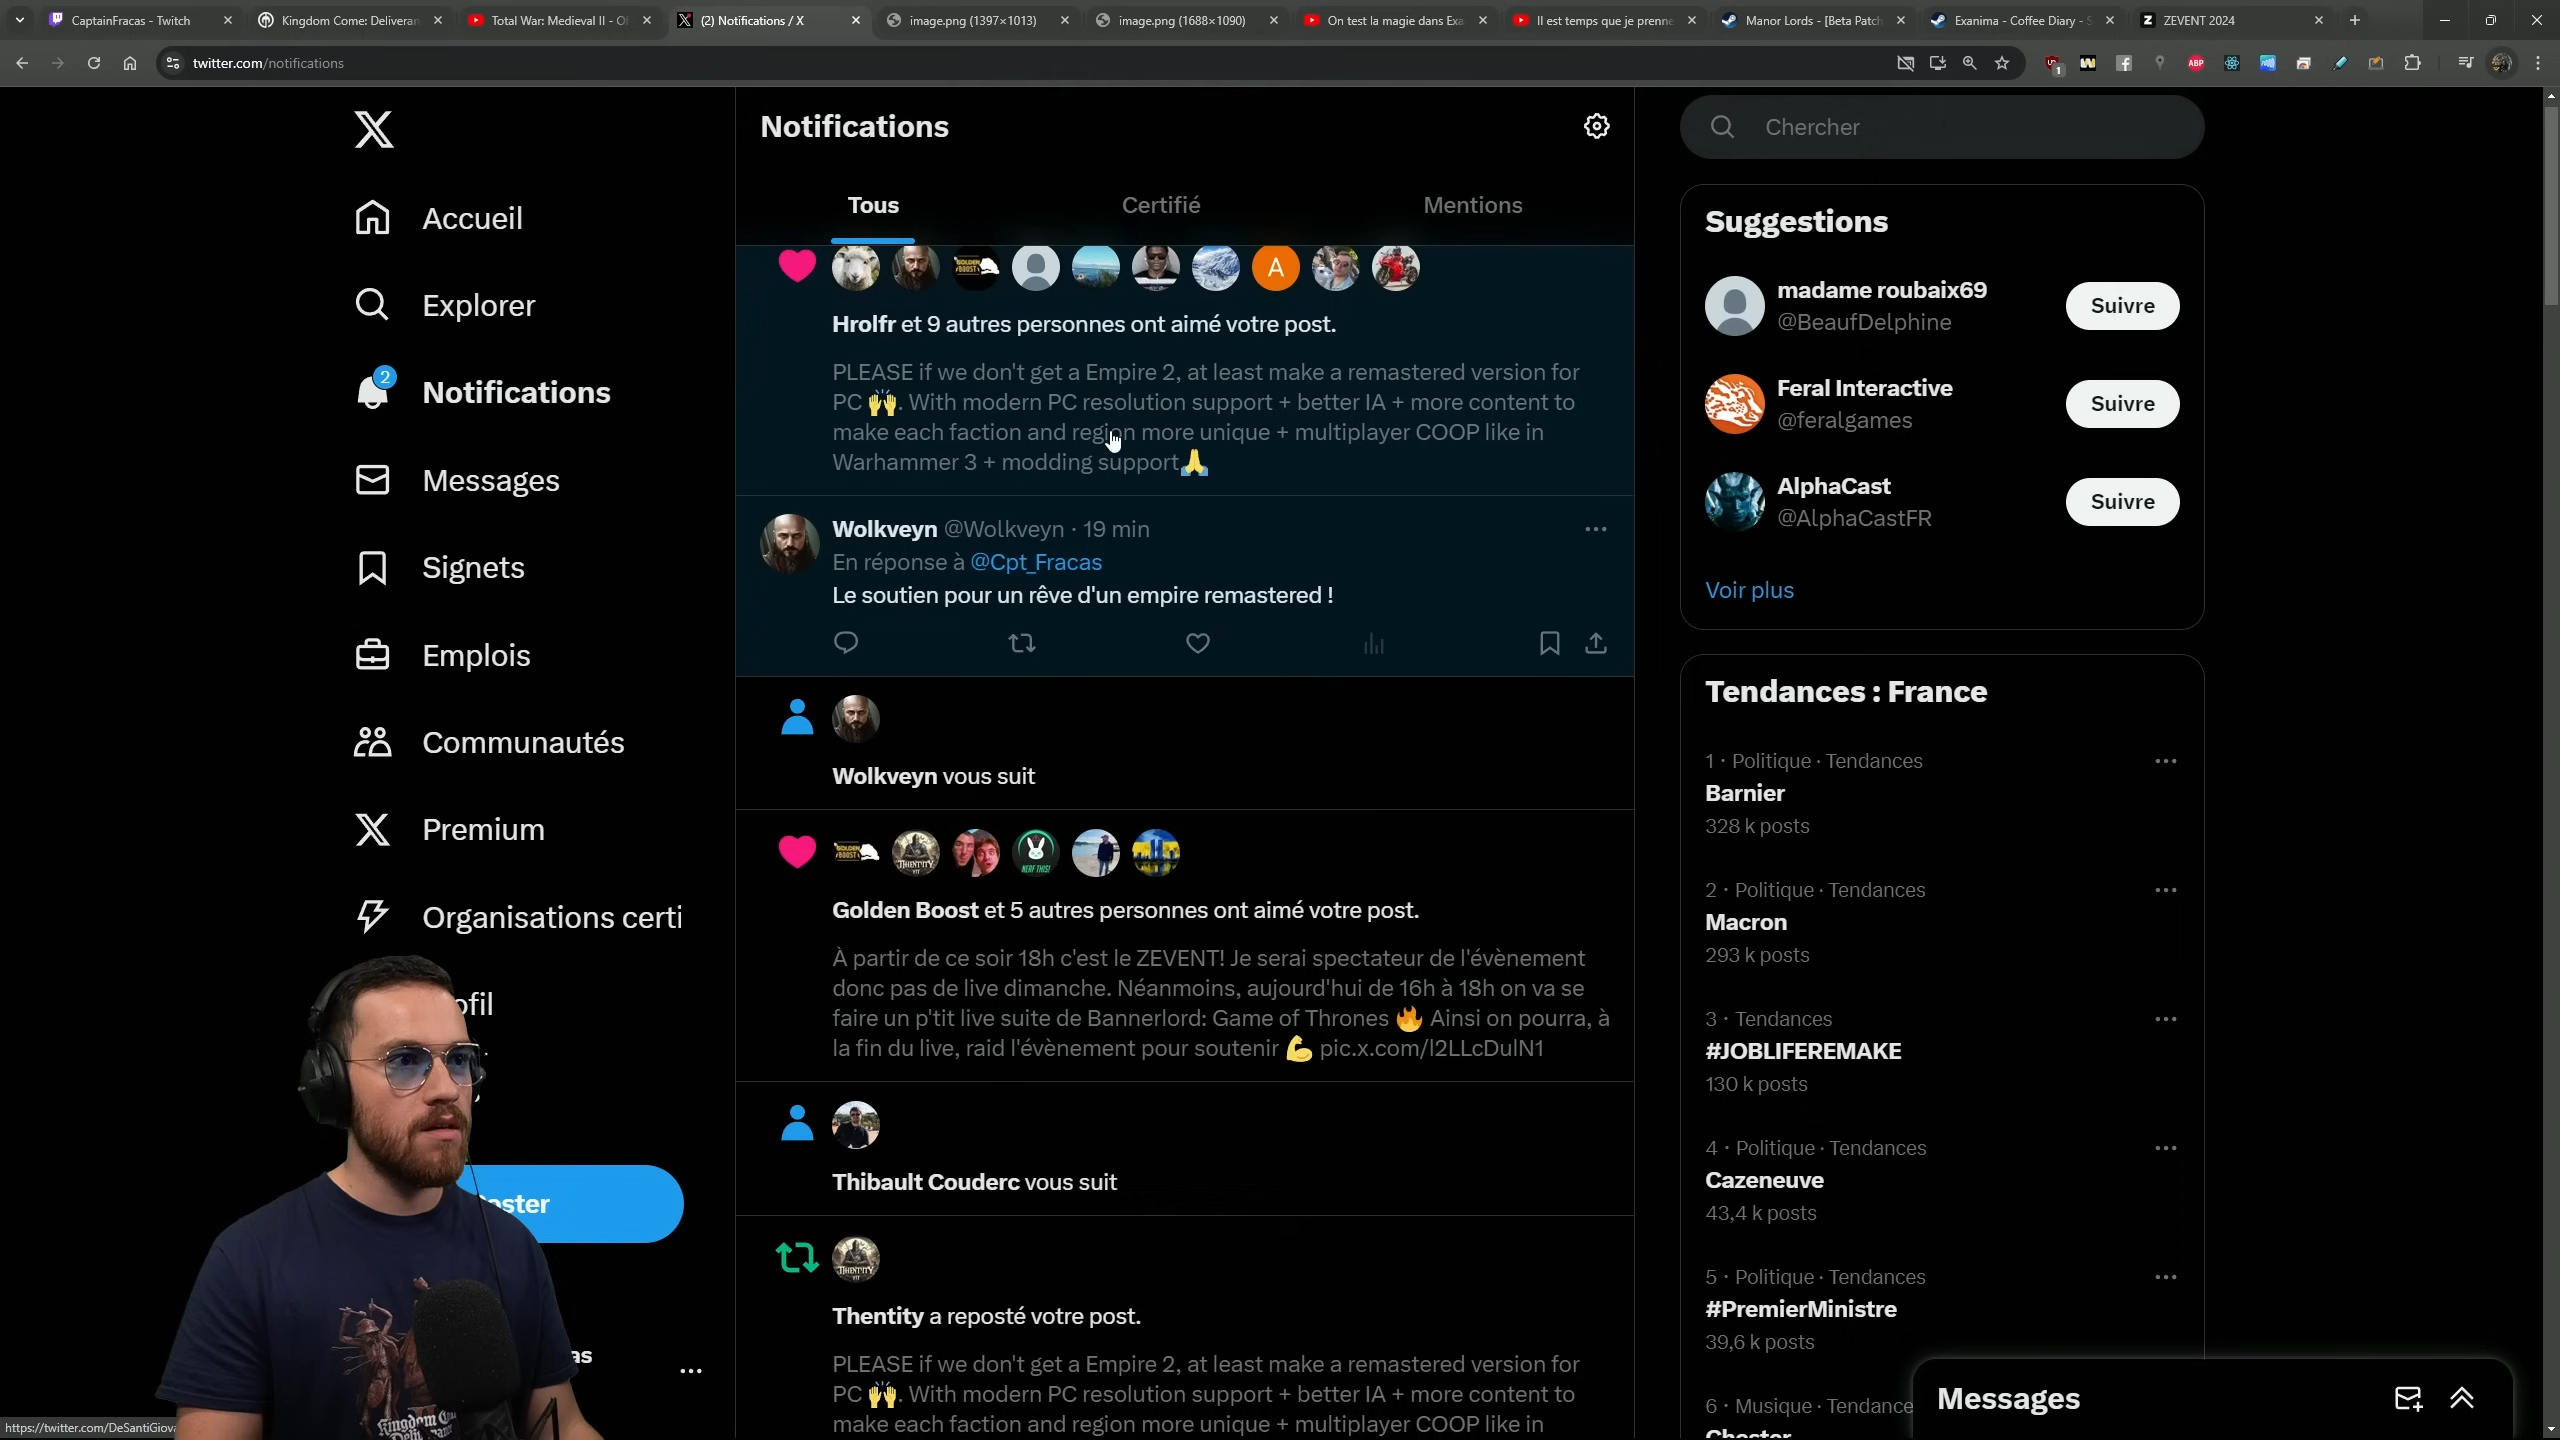 CaptainFracas - Twitch
Kingdom Come: Deliveran
Total War: Medieval II - Of
(2) Notifications / X
image.png (1397×1013)
image.png (1688×1090)
On test la magie dans Exa
Il est temps que je prenne
Manor Lords - [Beta Patch
Exanima - Coffee Diary - S
ZEVENT 2024
twitter.com/notifications
Accueil
Explorer
2
Notifications
Messages
Signets
Emplois
Communautés
Premium
Organisations certi
ofil
oster
as
https://twitter.com/DeSantiGiova
Notifications
Tous
Certifié
Mentions
A
Hrolfr et 9 autres personnes ont aimé votre post.
PLEASE if we don't get a Empire 2, at least make a remastered version for
PC 🙌. With modern PC resolution support + better IA + more content to
make each faction and region more unique + multiplayer COOP like in
Warhammer 3 + modding support🙏
Wolkveyn @Wolkveyn · 19 min
En réponse à @Cpt_Fracas
Le soutien pour un rêve d'un empire remastered !
Wolkveyn vous suit
Golden Boost et 5 autres personnes ont aimé votre post.
À partir de ce soir 18h c'est le ZEVENT! Je serai spectateur de l'évènement
donc pas de live dimanche. Néanmoins, aujourd'hui de 16h à 18h on va se
faire un p'tit live suite de Bannerlord: Game of Thrones 🔥 Ainsi on pourra, à
la fin du live, raid l'évènement pour soutenir 💪 pic.x.com/l2LLcDulN1
Thibault Couderc vous suit
Thentity a reposté votre post.
PLEASE if we don't get a Empire 2, at least make a remastered version for
PC 🙌. With modern PC resolution support + better IA + more content to
make each faction and region more unique + multiplayer COOP like in
Chercher
Suggestions
madame roubaix69
@BeaufDelphine
Suivre
Feral Interactive
@feralgames
Suivre
AlphaCast
@AlphaCastFR
Suivre
Voir plus
Tendances : France
1 · Politique · Tendances
Barnier
328 k posts
2 · Politique · Tendances
Macron
293 k posts
3 · Tendances
#JOBLIFEREMAKE
130 k posts
4 · Politique · Tendances
Cazeneuve
43,4 k posts
5 · Politique · Tendances
#PremierMinistre
39,6 k posts
6 · Musique · Tendance
Messages
Kingdom Co